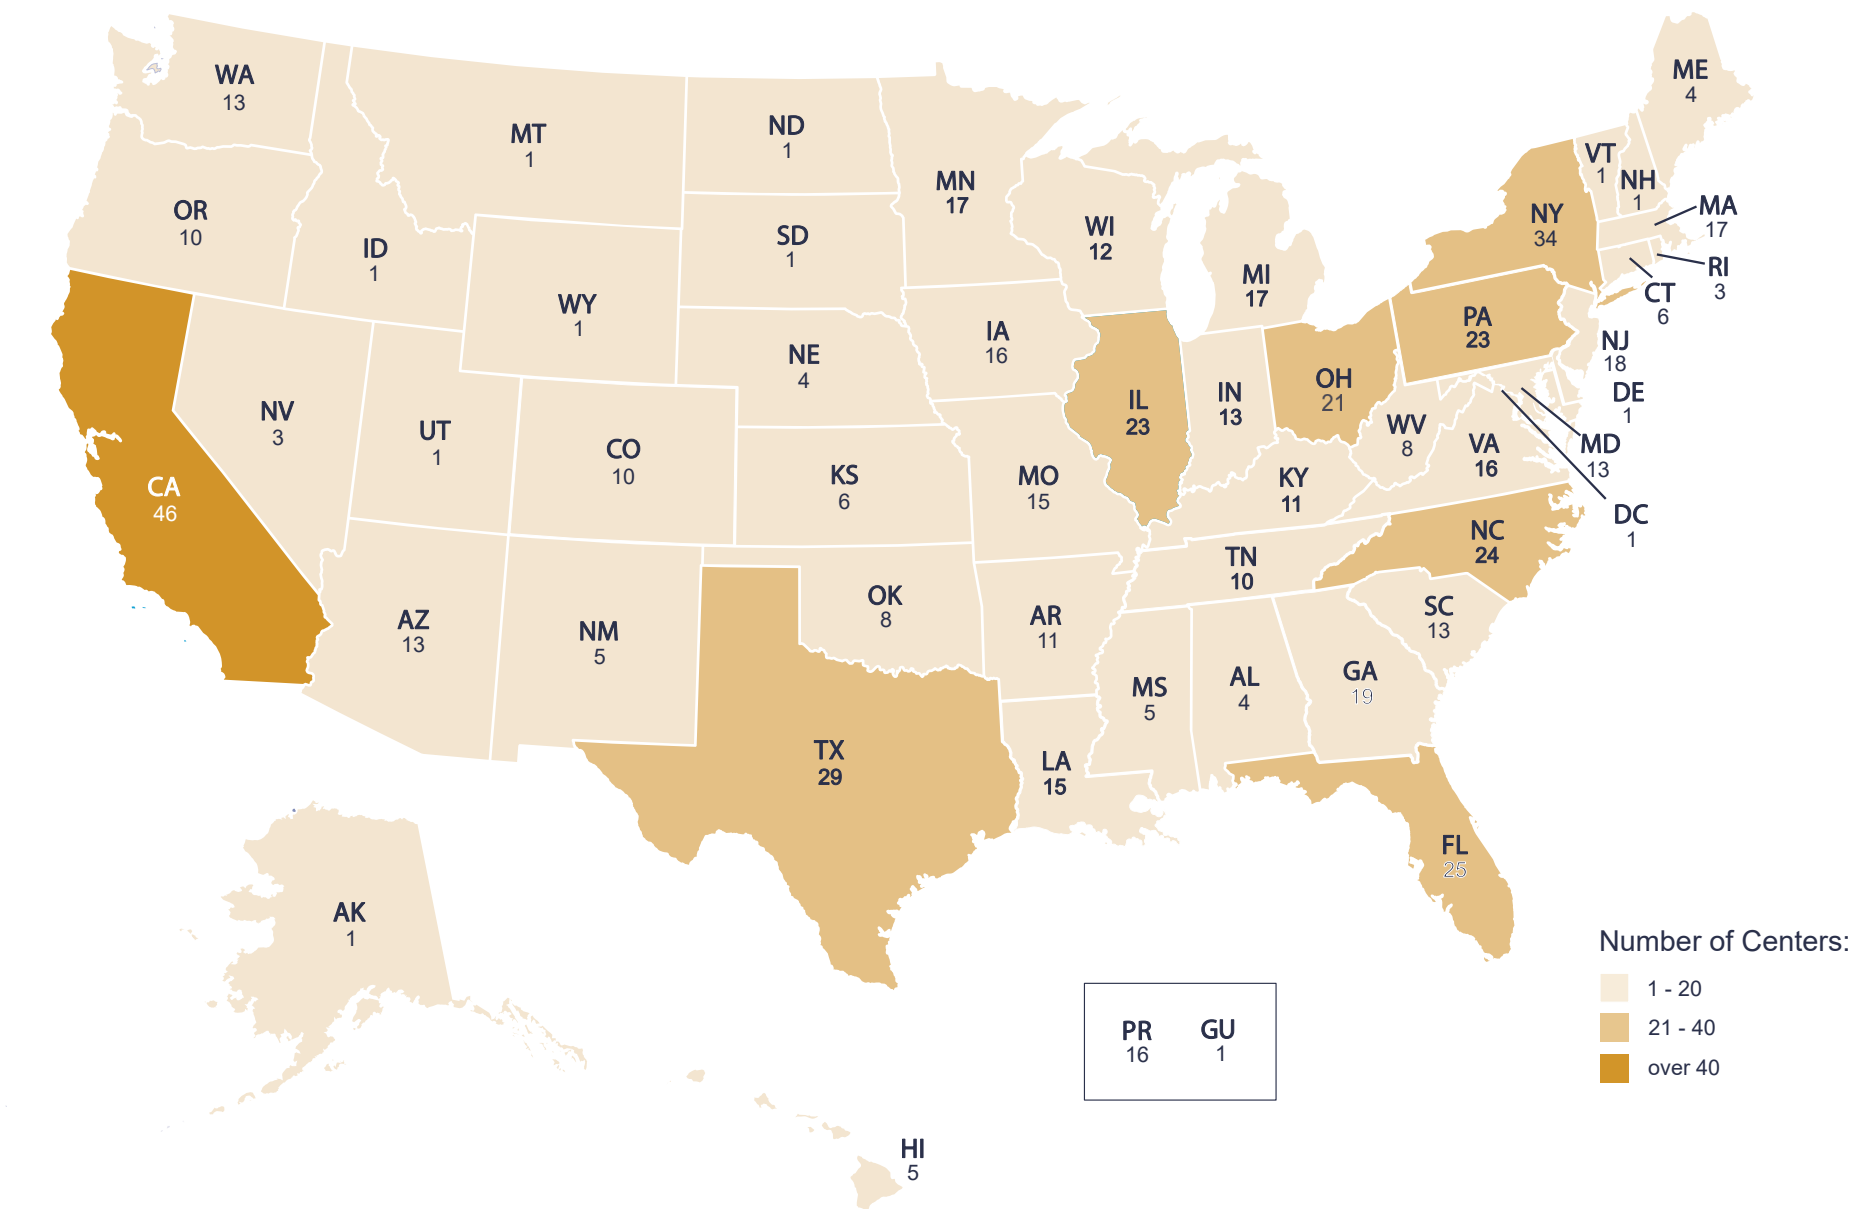 WA
13
OR
10
CA
46
ID
1
NV
3
MT
1
WY
1
UT
1
CO
10
AZ
13
NM
5
ND
1
SD
1
NE
4
KS
6
OK
8
TX
29
MN
17
IA
16
MO
15
AR
11
LA
15
WI
12
IL
23
MI
17
IN
13
OH
21
KY
11
TN
10
MS
5
AL
4
GA
19
FL
25
SC
13
NC
24
VA
16
WV
8
PA
23
NY
34
VT
1
NH
1
ME
4
MA
17
RI
3
CT
6
NJ
18
DE
1
MD
13
DC
1
AK
1
HI
5
PR
16
GU
1
Number of Centers:
1 - 20
21 - 40
over 40